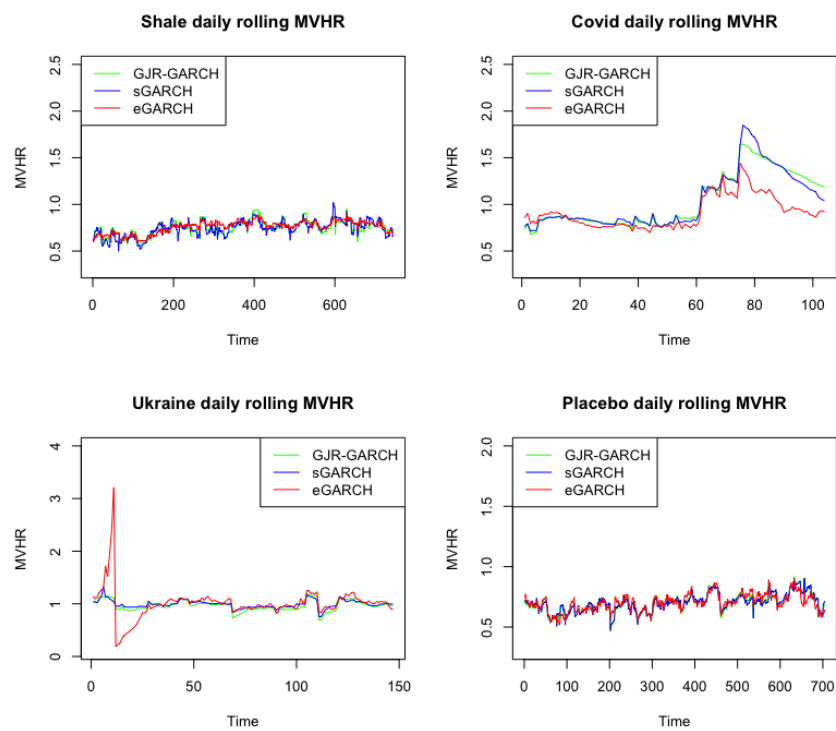 Shale daily rolling MVHR
GJR-GARCH
sGARCH
eGARCH
MVHR
2.5
2.0
1.5
1.0
0.5
0 200 400 600
Time
Covid daily rolling MVHR
GJR-GARCH
sGARCH
eGARCH
MVHR
2.5
2.0
1.5
1.0
0.5
0 20 40 60 80 100
Time
Ukraine daily rolling MVHR
GJR-GARCH
sGARCH
eGARCH
MVHR
4
3
2
1
0
0 50 100 150
Time
Placebo daily rolling MVHR
GJR-GARCH
sGARCH
eGARCH
MVHR
2.0
1.5
1.0
0.5
0 100 200 300 400 500 600 700
Time